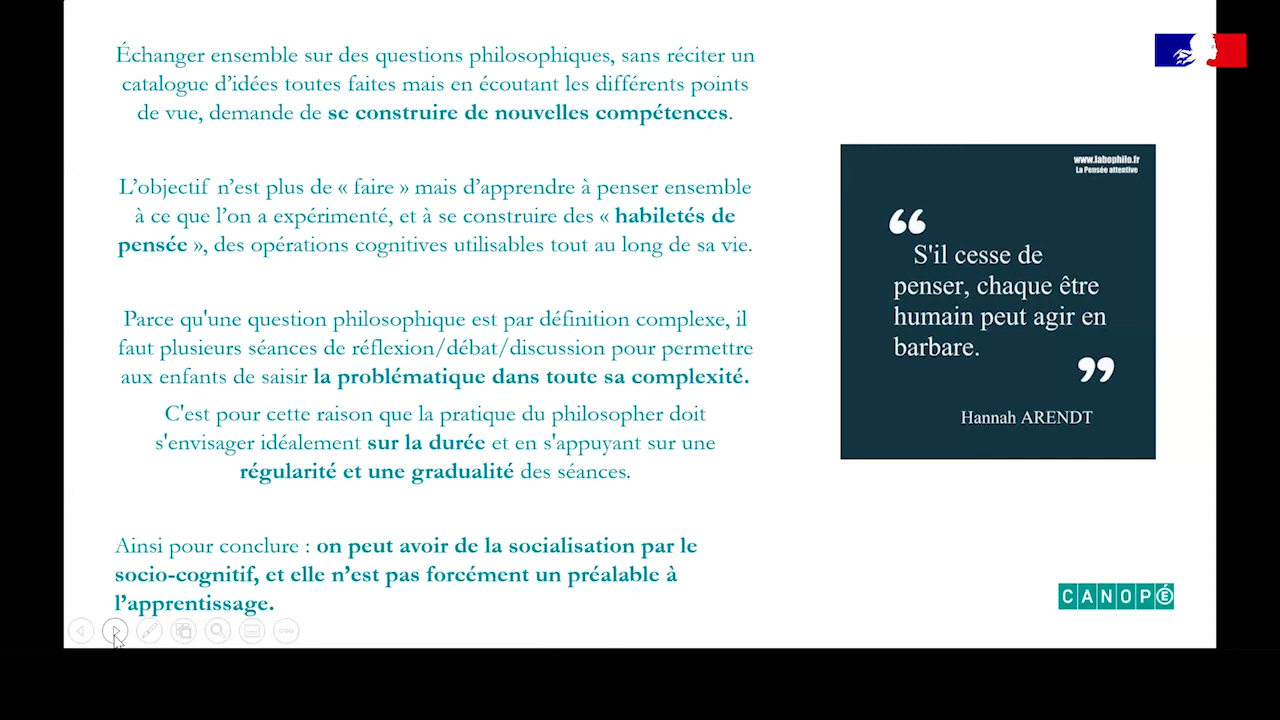 Échanger ensemble sur des questions philosophiques, sans réciter un
catalogue d’idées toutes faites mais en écoutant les différents points
de vue, demande de se construire de nouvelles compétences.
L’objectif n’est plus de « faire » mais d’apprendre à penser ensemble
à ce que l’on a expérimenté, et à se construire des « habiletés de
pensée », des opérations cognitives utilisables tout au long de sa vie.
Parce qu'une question philosophique est par définition complexe, il
faut plusieurs séances de réflexion/débat/discussion pour permettre
aux enfants de saisir la problématique dans toute sa complexité.
C'est pour cette raison que la pratique du philosopher doit
s'envisager idéalement sur la durée et en s'appuyant sur une
régularité et une gradualité des séances.
Ainsi pour conclure : on peut avoir de la socialisation par le
socio-cognitif, et elle n’est pas forcément un préalable à
l’apprentissage.
www.labophilo.fr
La Pensée attentive
“
S'il cesse de
penser, chaque être
humain peut agir en
barbare.
”
Hannah ARENDT
CANOPÉ